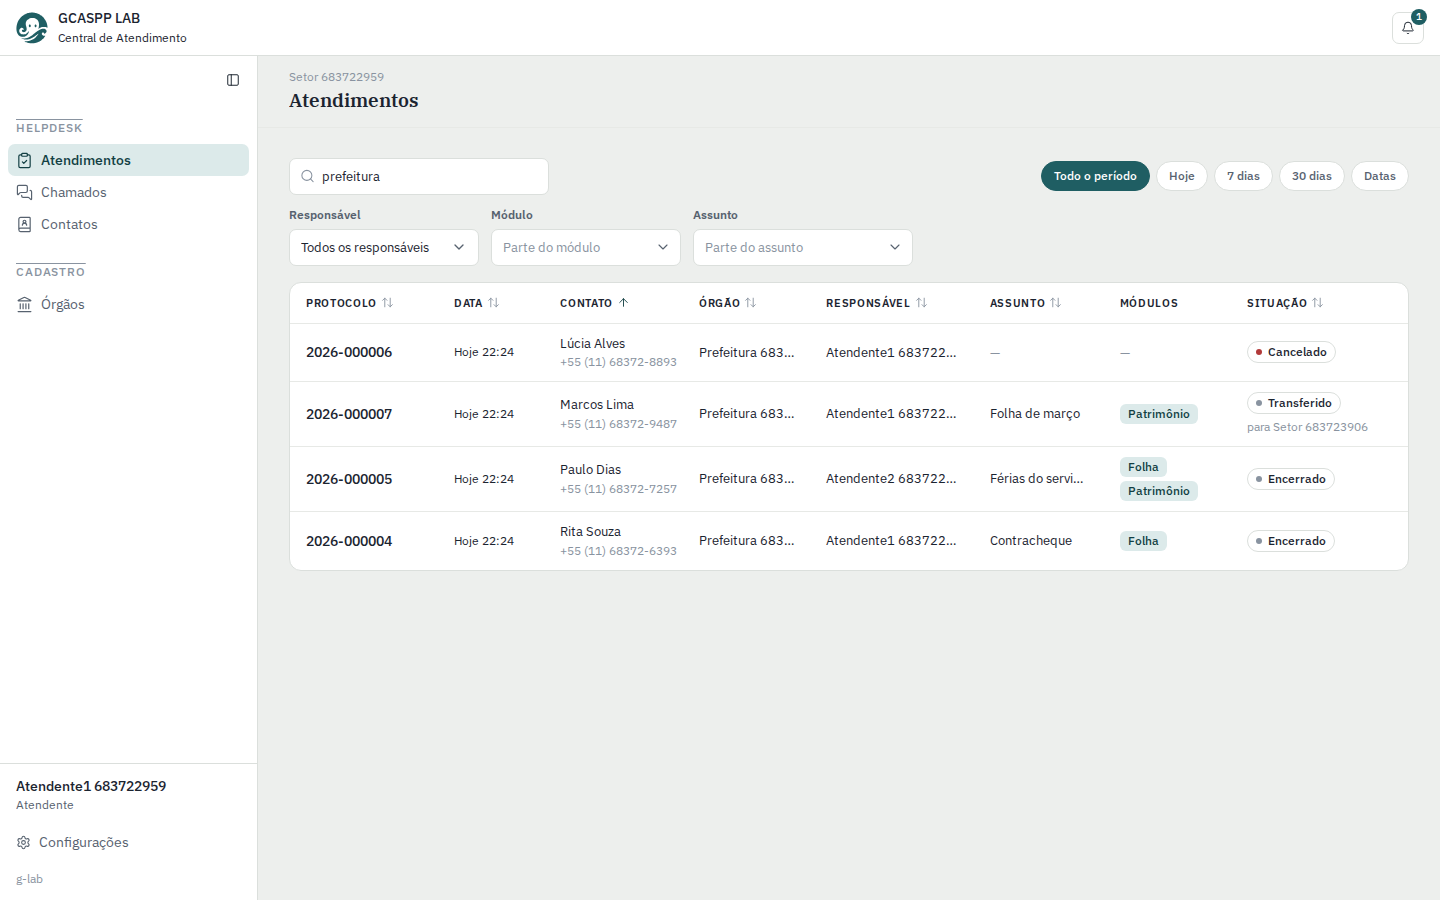 GCASPP LAB
Central de Atendimento
1
HELPDESK
Atendimentos
Chamados
Contatos
CADASTRO
Órgãos
Atendente1 683722959
Atendente
Configurações
g-lab
Setor 683722959
Atendimentos
prefeitura
Todo o período Hoje 7 dias 30 dias Datas
Responsável Módulo Assunto
Todos os responsáveis Parte do módulo Parte do assunto
PROTOCOLO DATA CONTATO ÓRGÃO RESPONSÁVEL ASSUNTO MÓDULOS SITUAÇÃO
2026-000006 Hoje 22:24 Lúcia Alves Prefeitura 683... Atendente1 683722... — — Cancelado
+55 (11) 68372-8893
2026-000007 Hoje 22:24 Marcos Lima Prefeitura 683... Atendente1 683722... Folha de março Patrimônio Transferido
+55 (11) 68372-9487 para Setor 683723906
2026-000005 Hoje 22:24 Paulo Dias Prefeitura 683... Atendente2 683722... Férias do servi... Folha Encerrado
+55 (11) 68372-7257 Patrimônio
2026-000004 Hoje 22:24 Rita Souza Prefeitura 683... Atendente1 683722... Contracheque Folha Encerrado
+55 (11) 68372-6393